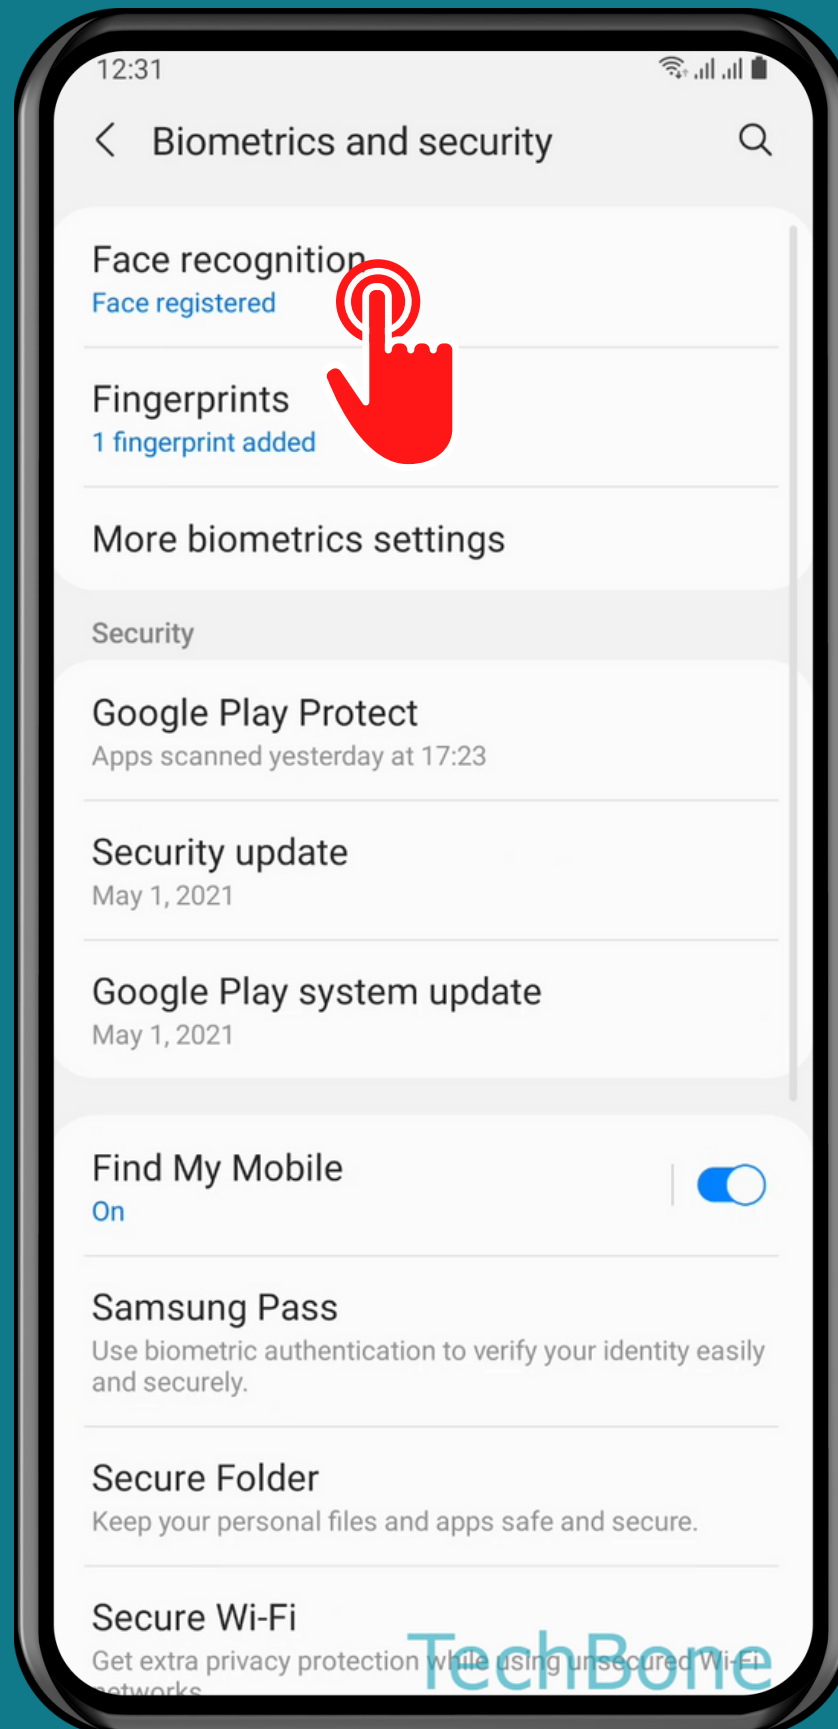 12:31
Biometrics and security
Face recognition
Face registered
Fingerprints
1 fingerprint added
More biometrics settings
Security
Google Play Protect
Apps scanned yesterday at 17:23
Security update
May 1, 2021
Google Play system update
May 1, 2021
Find My Mobile
On
Samsung Pass
Use biometric authentication to verify your identity easily
and securely.
Secure Folder
Keep your personal files and apps safe and secure.
Secure Wi-Fi
Get extra privacy protection while using unsecured Wi-Fi
networks.
TechBone